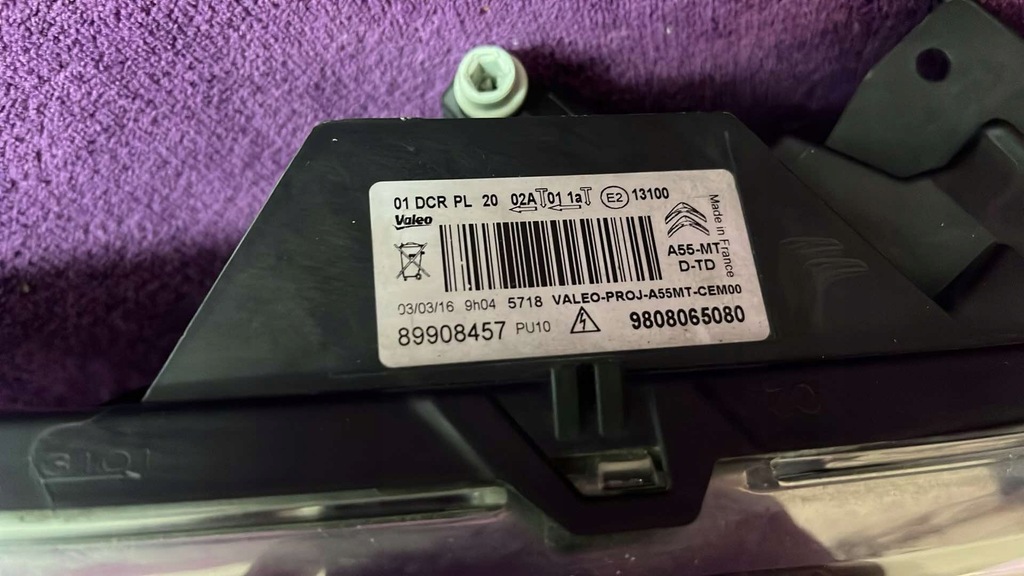 01 DCR PL 20 02A 01 1a E2 13100
Valeo
Made in France
A55-MT
D-TD
03/03/16 9h04 5718 VALEO-PROJ-A55MT-CEM00
89908457 PU10 9808065080